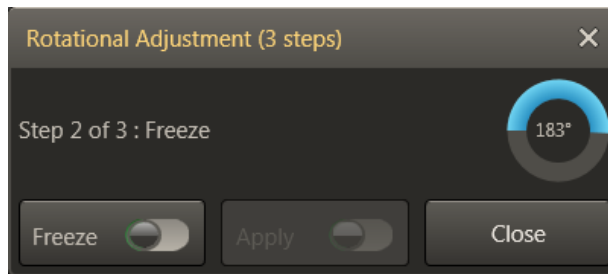 Rotational Adjustment (3 steps)
Step 2 of 3 : Freeze
183°
Freeze
Apply
Close